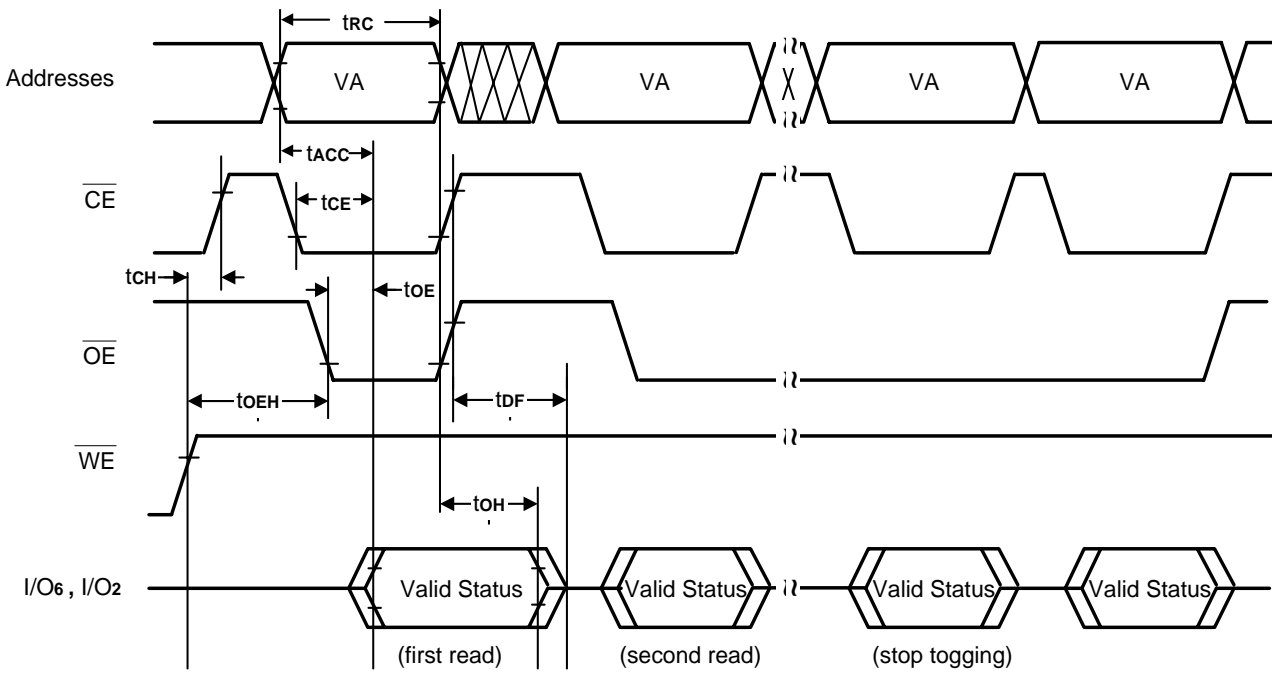 tRC
Addresses
VA
VA
VA
VA
tACC
CE
tCE
tCH
tOE
OE
tOEH
tDF
WE
tOH
I/O6 , I/O2
Valid Status
Valid Status
Valid Status
Valid Status
(first read)
(second read)
(stop togging)